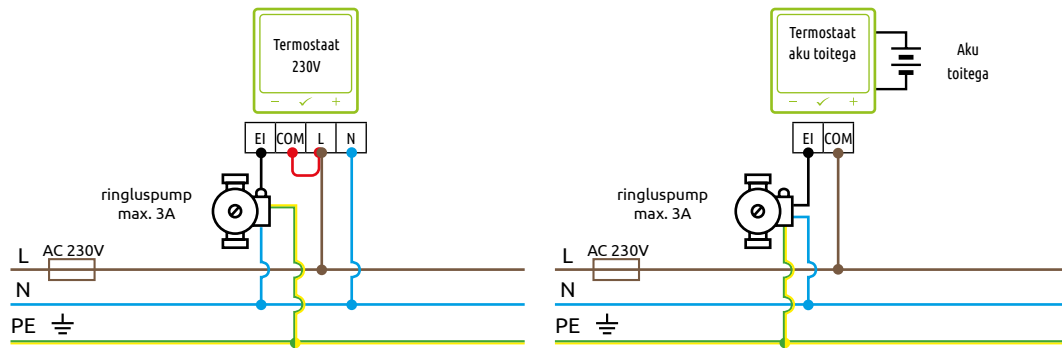 Termostaat
230V
− ✓ +
EI COM L N
ringluspump
max. 3A
L AC 230V
N
PE
Termostaat
aku toitega
− ✓ +
Aku
toitega
EI COM
ringluspump
max. 3A
L AC 230V
N
PE